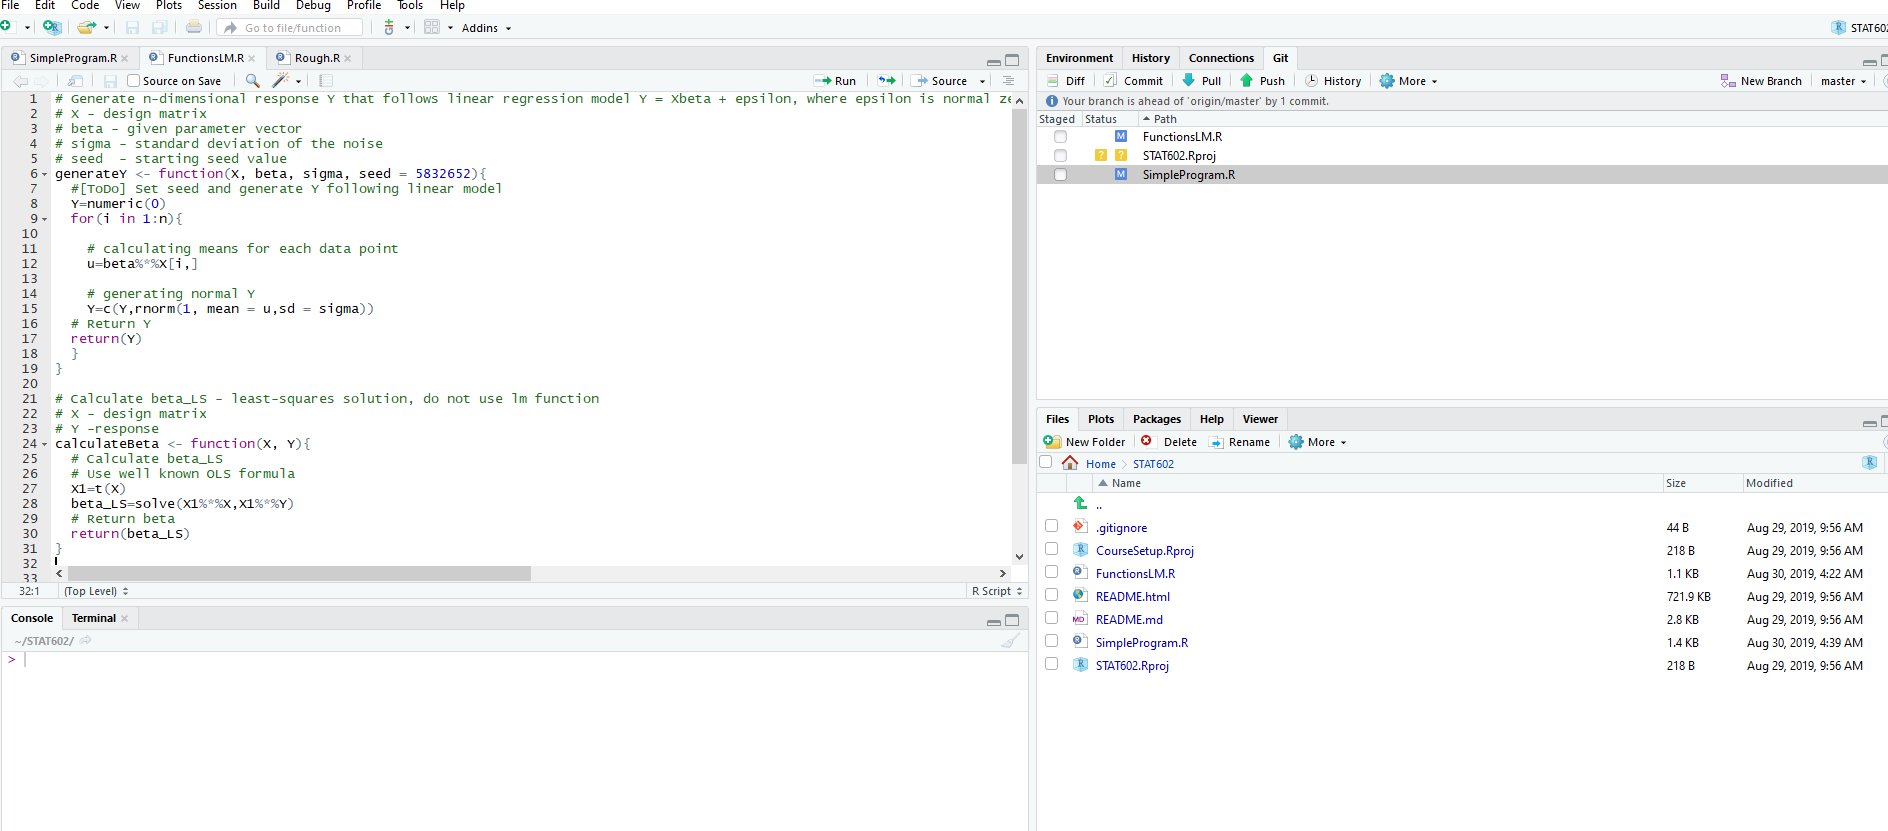 File Edit Code View Plots Session Build Debug Profile Tools Help
Go to file/function Addins STAT602
SimpleProgram.R FunctionsLM.R Rough.R
Source on Save Run Source
1 # Generate n-dimensional response Y that follows linear regression model Y = Xbeta + epsilon, where epsilon is normal ze
2 # X - design matrix
3 # beta - given parameter vector
4 # sigma - standard deviation of the noise
5 # seed  - starting seed value
6 generateY <- function(X, beta, sigma, seed = 5832652){
7   #[ToDo] Set seed and generate Y following linear model
8   Y=numeric(0)
9   for(i in 1:n){
10
11     # calculating means for each data point
12     u=beta%*%X[i,]
13
14     # generating normal Y
15     Y=c(Y,rnorm(1, mean = u,sd = sigma))
16   # Return Y
17   return(Y)
18   }
19 }
20
21 # Calculate beta_LS - least-squares solution, do not use lm function
22 # X - design matrix
23 # Y -response
24 calculateBeta <- function(X, Y){
25   # Calculate beta_LS
26   # Use well known OLS formula
27   X1=t(X)
28   beta_LS=solve(X1%*%X,X1%*%Y)
29   # Return beta
30   return(beta_LS)
31 }
32
33
32:1 (Top Level) R Script
Console Terminal
~/STAT602/
>
Environment History Connections Git
Diff Commit Pull Push History More New Branch master
Your branch is ahead of 'origin/master' by 1 commit.
Staged Status Path
M FunctionsLM.R
? ? STAT602.Rproj
M SimpleProgram.R
Files Plots Packages Help Viewer
New Folder Delete Rename More
Home STAT602
Name Size Modified
..
.gitignore 44 B Aug 29, 2019, 9:56 AM
CourseSetup.Rproj 218 B Aug 29, 2019, 9:56 AM
FunctionsLM.R 1.1 KB Aug 30, 2019, 4:22 AM
README.html 721.9 KB Aug 29, 2019, 9:56 AM
README.md 2.8 KB Aug 29, 2019, 9:56 AM
SimpleProgram.R 1.4 KB Aug 30, 2019, 4:39 AM
STAT602.Rproj 218 B Aug 29, 2019, 9:56 AM